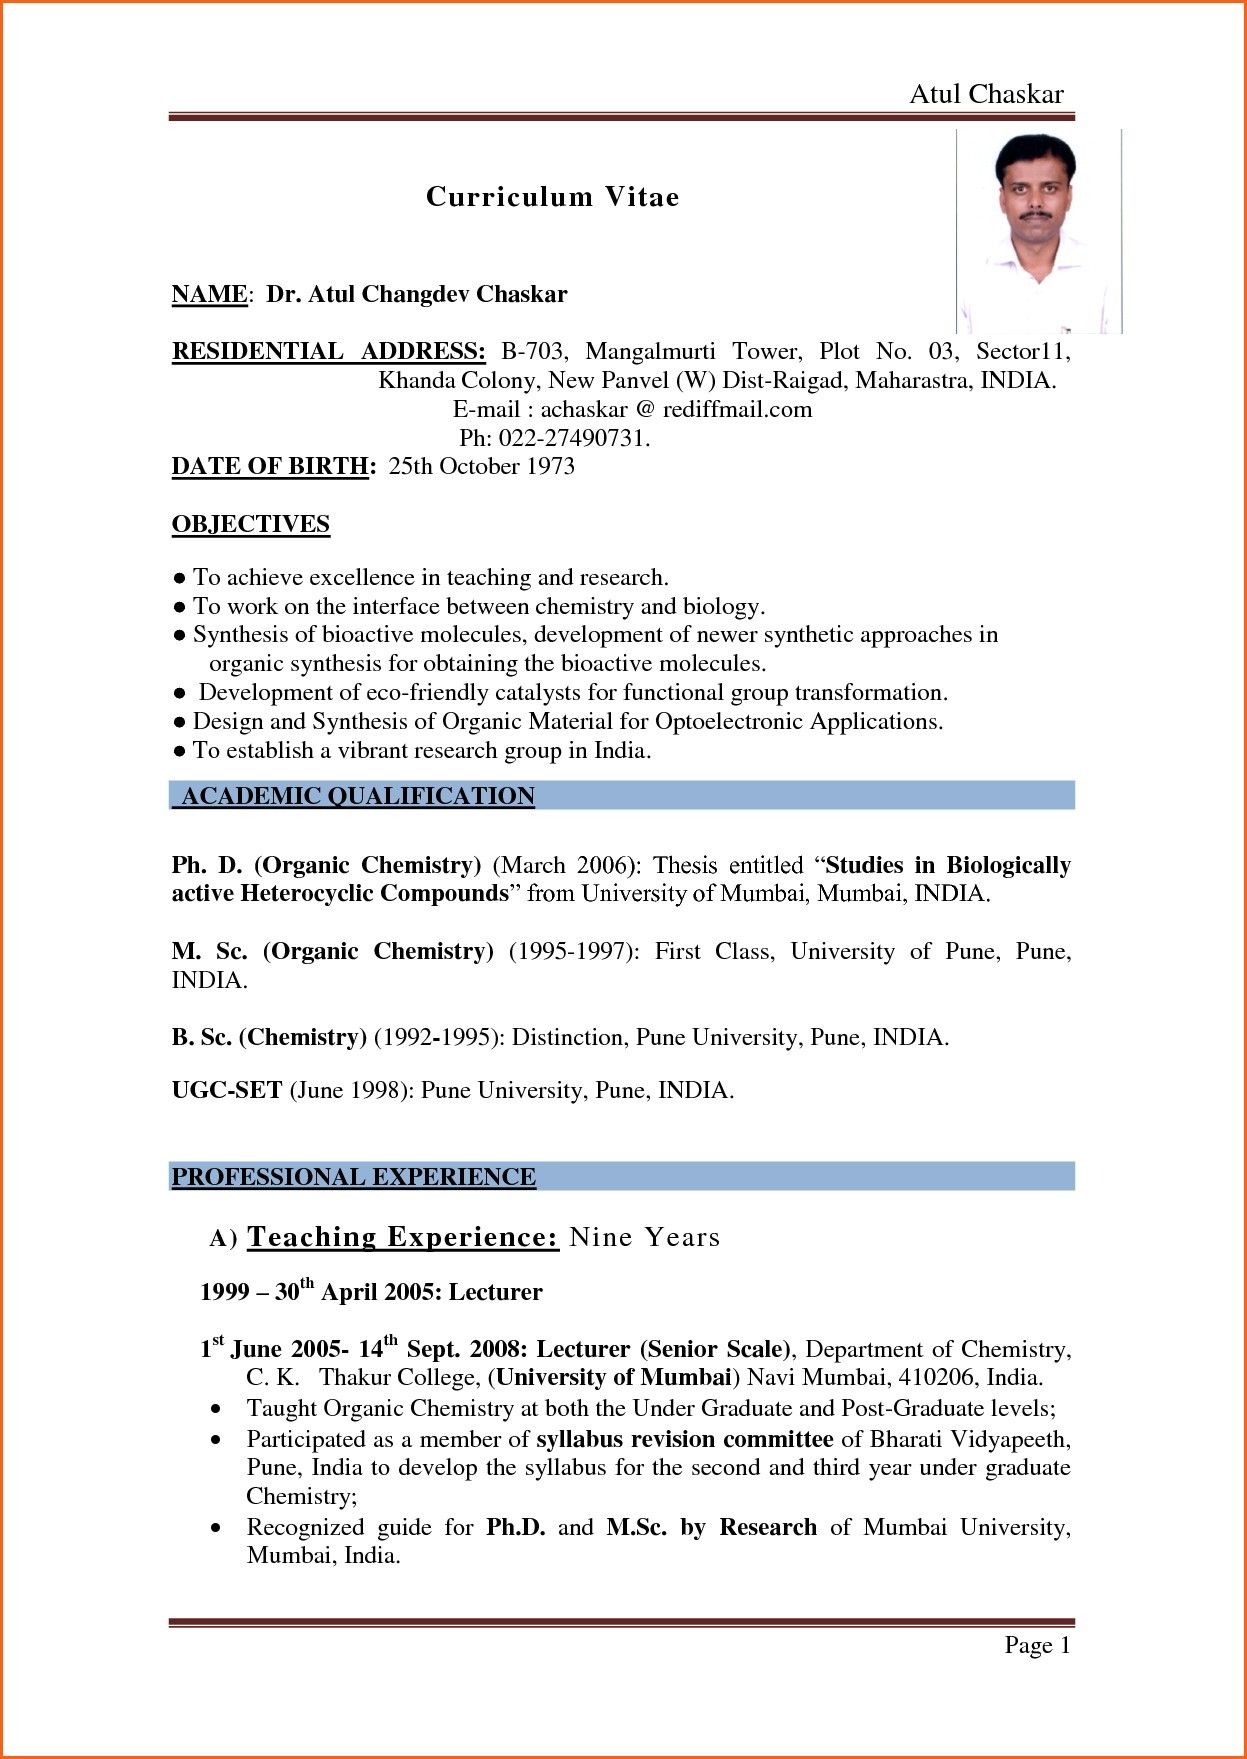 Atul Chaskar
Curriculum Vitae
NAME: Dr. Atul Changdev Chaskar
RESIDENTIAL ADDRESS: B-703, Mangalmurti Tower, Plot No. 03, Sector11,
Khanda Colony, New Panvel (W) Dist-Raigad, Maharastra, INDIA.
E-mail : achaskar @ rediffmail.com
Ph: 022-27490731.
DATE OF BIRTH: 25th October 1973
OBJECTIVES
● To achieve excellence in teaching and research.
● To work on the interface between chemistry and biology.
● Synthesis of bioactive molecules, development of newer synthetic approaches in
organic synthesis for obtaining the bioactive molecules.
● Development of eco-friendly catalysts for functional group transformation.
● Design and Synthesis of Organic Material for Optoelectronic Applications.
● To establish a vibrant research group in India.
ACADEMIC QUALIFICATION
Ph. D. (Organic Chemistry) (March 2006): Thesis entitled “Studies in Biologically
active Heterocyclic Compounds” from University of Mumbai, Mumbai, INDIA.
M. Sc. (Organic Chemistry) (1995-1997): First Class, University of Pune, Pune,
INDIA.
B. Sc. (Chemistry) (1992-1995): Distinction, Pune University, Pune, INDIA.
UGC-SET (June 1998): Pune University, Pune, INDIA.
PROFESSIONAL EXPERIENCE
A) Teaching Experience: Nine Years
1999 – 30th April 2005: Lecturer
1st June 2005- 14th Sept. 2008: Lecturer (Senior Scale), Department of Chemistry,
C. K. Thakur College, (University of Mumbai) Navi Mumbai, 410206, India.
• Taught Organic Chemistry at both the Under Graduate and Post-Graduate levels;
• Participated as a member of syllabus revision committee of Bharati Vidyapeeth,
Pune, India to develop the syllabus for the second and third year under graduate
Chemistry;
• Recognized guide for Ph.D. and M.Sc. by Research of Mumbai University,
Mumbai, India.
Page 1